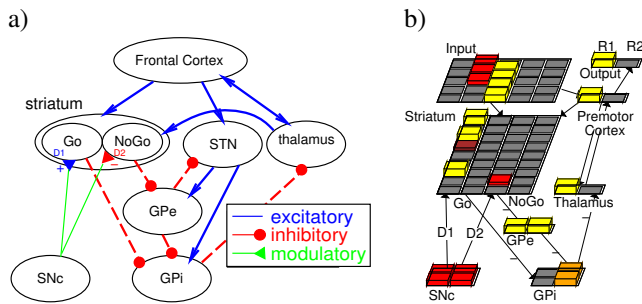 a)
Frontal Cortex
striatum
Go
NoGo
D1
D2
+
−
STN
thalamus
GPe
SNc
GPi
excitatory
inhibitory
modulatory
b)
Input
R1
R2
Output
Striatum
Premotor
Cortex
Go
NoGo
Thalamus
D1
D2
GPe
SNc
GPi